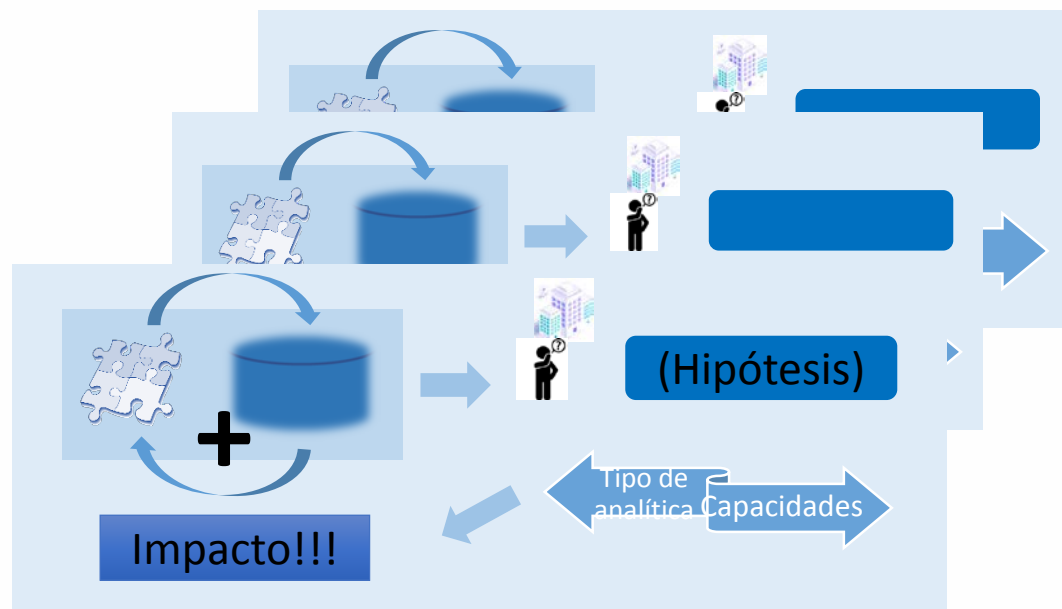 ?
?
?
(Hipótesis)
Tipo de
analítica
Capacidades
Impacto!!!